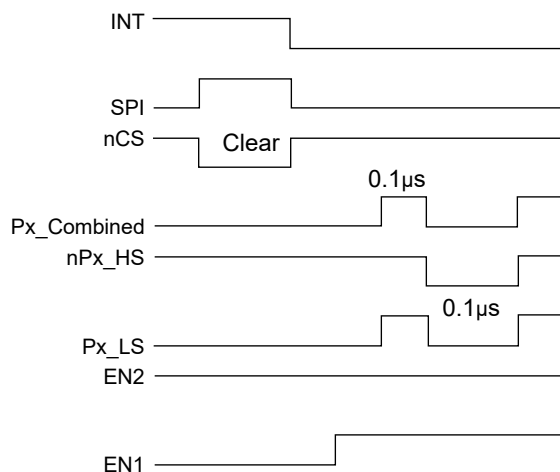 INT
SPI
nCS
Clear
0.1µs
Px_Combined
nPx_HS
0.1µs
Px_LS
EN2
EN1